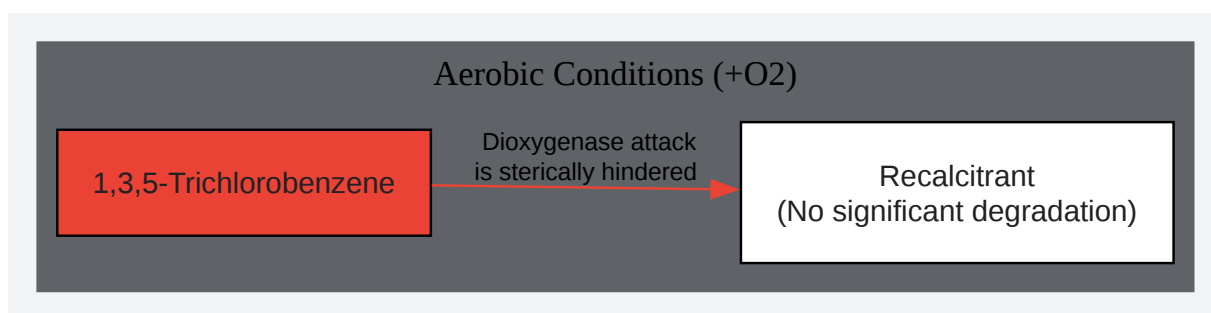 Aerobic Conditions (+O2)
1,3,5-Trichlorobenzene
Dioxygenase attack
is sterically hindered
Recalcitrant
(No significant degradation)